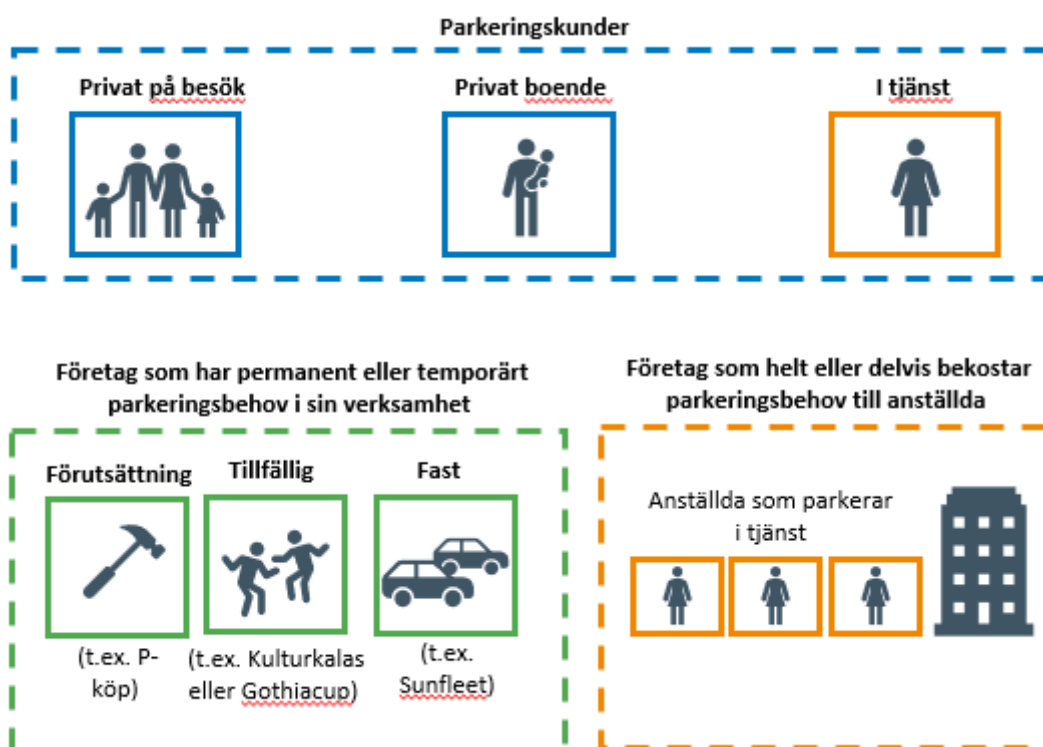 Parkeringskunder
Privat på besök
Privat boende
I tjänst
Företag som har permanent eller temporärt
parkeringsbehov i sin verksamhet
Förutsättning
Tillfällig
Fast
(t.ex. P-
köp)
(t.ex. Kulturkalas
eller Gothiacup)
(t.ex.
Sunfleet)
Företag som helt eller delvis bekostar
parkeringsbehov till anställda
Anställda som parkerar
i tjänst